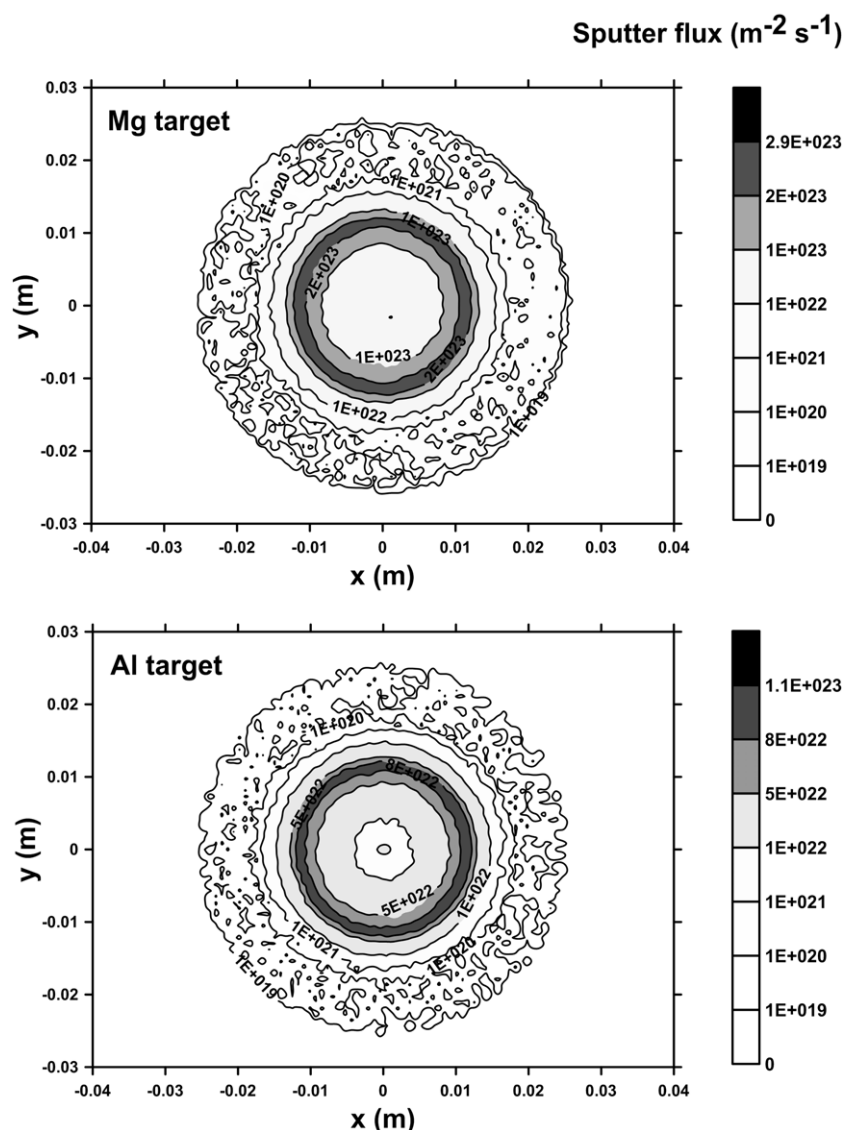 Sputter flux (m-2 s-1)
Mg target
0.03
0.02
0.01
0
-0.01
-0.02
-0.03
y (m)
-0.04 -0.03 -0.02 -0.01 0 0.01 0.02 0.03 0.04
x (m)
1E+020
1E+021
1E+023
2E+023
1E+023
2E+023
1E+022
1E+019
2.9E+023
2E+023
1E+023
1E+022
1E+021
1E+020
1E+019
0
Al target
0.03
0.02
0.01
0
-0.01
-0.02
-0.03
y (m)
-0.04 -0.03 -0.02 -0.01 0 0.01 0.02 0.03 0.04
x (m)
1E+020
8E+022
5E+022
5E+022
1E+022
1E+021
1E+020
1E+019
1.1E+023
8E+022
5E+022
1E+022
1E+021
1E+020
1E+019
0